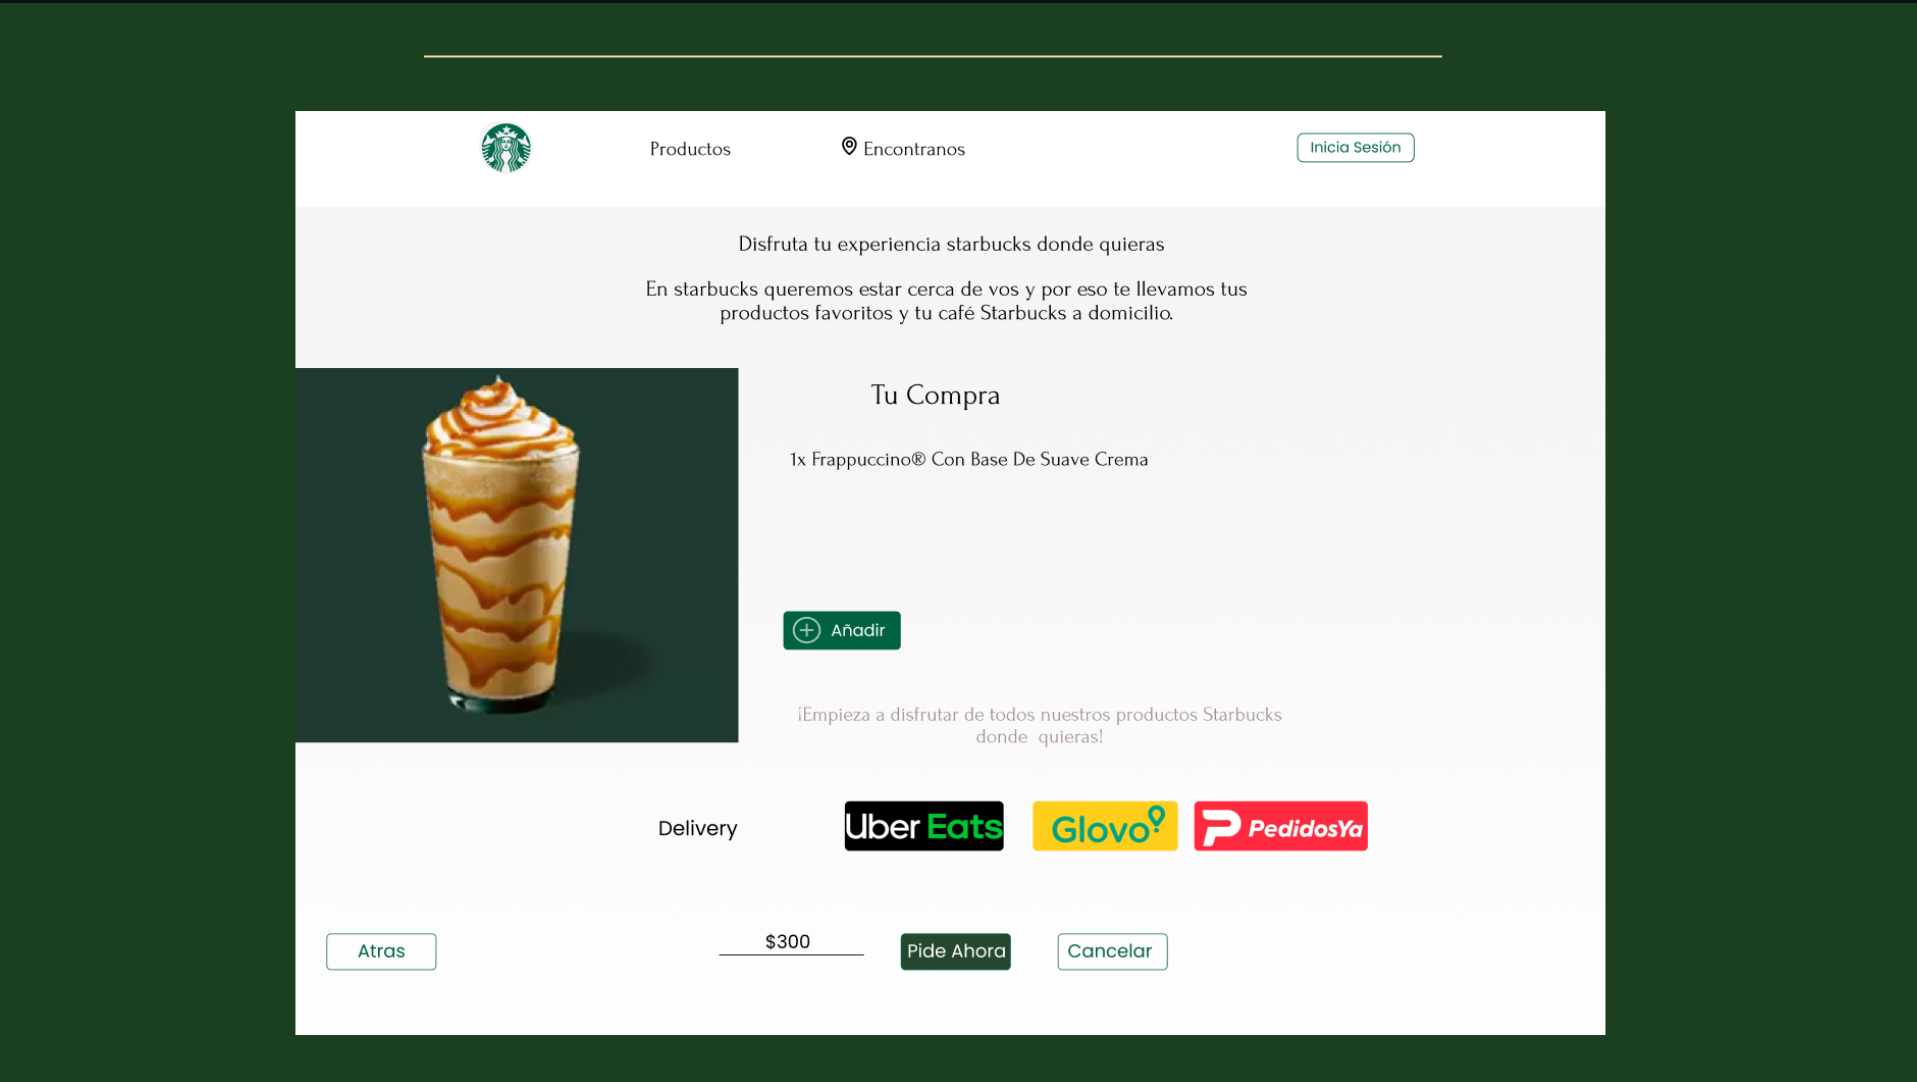 Productos
Encontranos
Inicia Sesión
Disfruta tu experiencia starbucks donde quieras
En starbucks queremos estar cerca de vos y por eso te llevamos tus
productos favoritos y tu café Starbucks a domicilio.
Tu Compra
1x Frappuccino® Con Base De Suave Crema
Añadir
¡Empieza a disfrutar de todos nuestros productos Starbucks
donde quieras!
Delivery
Uber Eats
Glovo
PedidosYa
Atras
$300
Pide Ahora
Cancelar